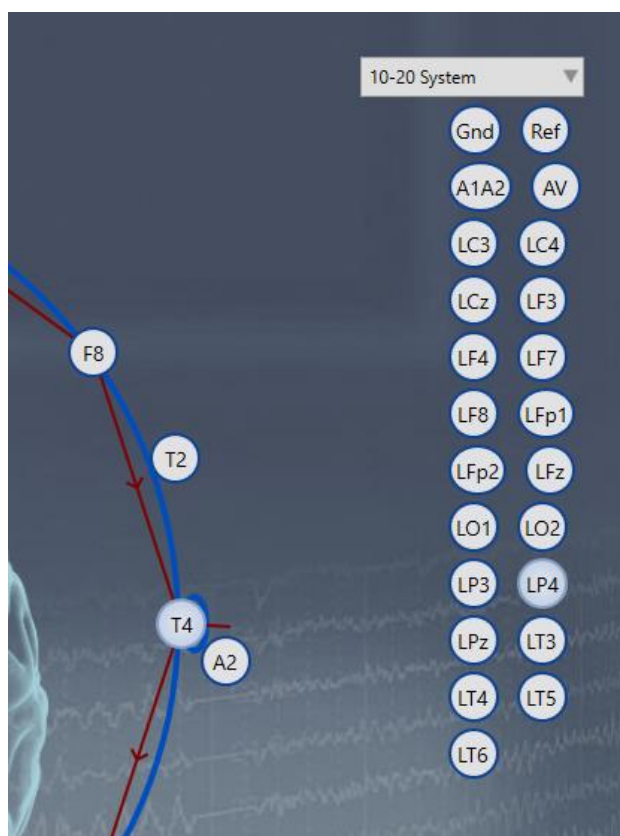 10-20 System
Gnd Ref
A1A2 AV
LC3 LC4
LCz LF3
F8
LF4 LF7
LF8 LFp1
T2
LFp2 LFz
LO1 LO2
LP3 LP4
T4
A2
LPz LT3
LT4 LT5
LT6